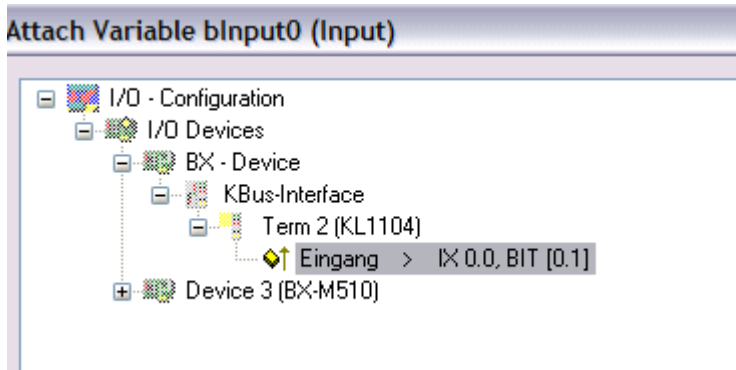 Attach Variable bInput0 (Input)
I/O - Configuration
I/O Devices
BX - Device
KBus-Interface
Term 2 (KL1104)
Eingang > IX 0.0, BIT [0.1]
Device 3 (BX-M510)